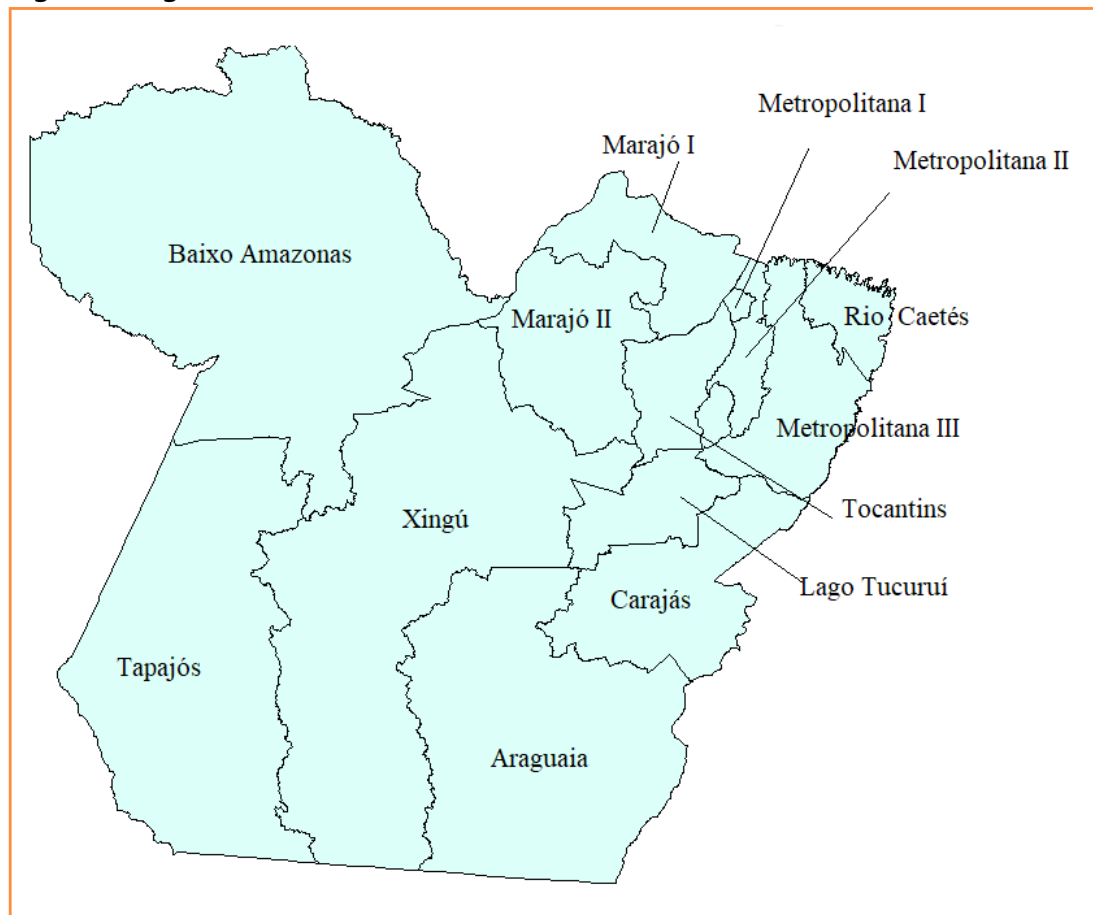 Metropolitana I
Marajó I
Metropolitana II
Baixo Amazonas
Marajó II
Rio Caetés
Metropolitana III
Tocantins
Xingú
Lago Tucuruí
Carajás
Tapajós
Araguaia